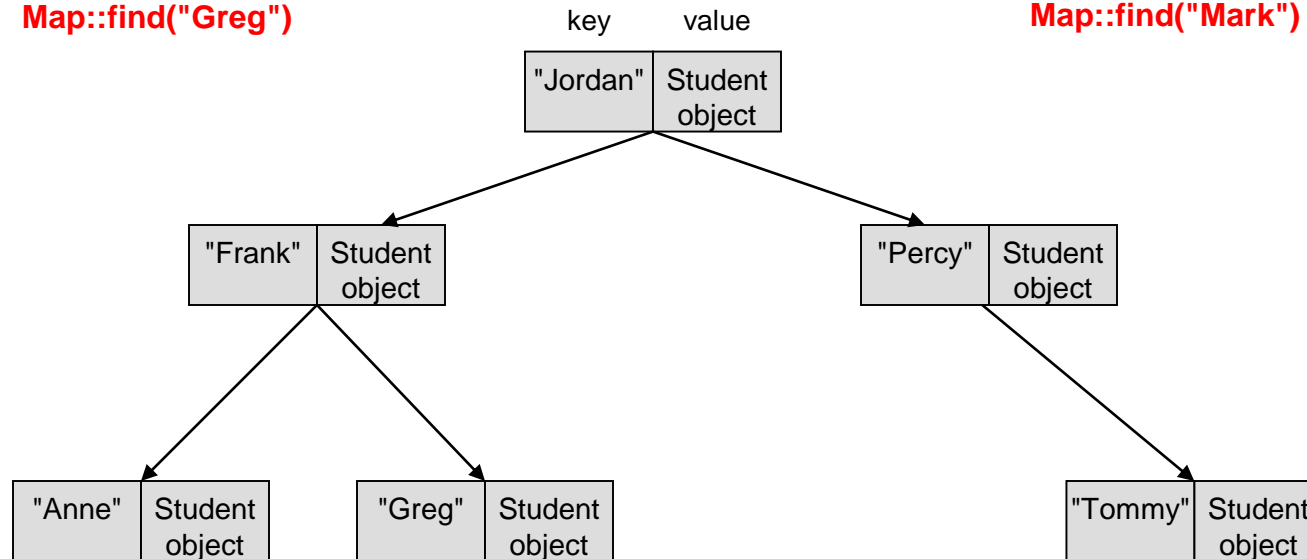 Map::find("Greg")
Map::find("Mark")
key value
"Jordan" Student
object
"Frank" Student
object
"Percy" Student
object
"Anne" Student
object
"Greg" Student
object
"Tommy" Student
object